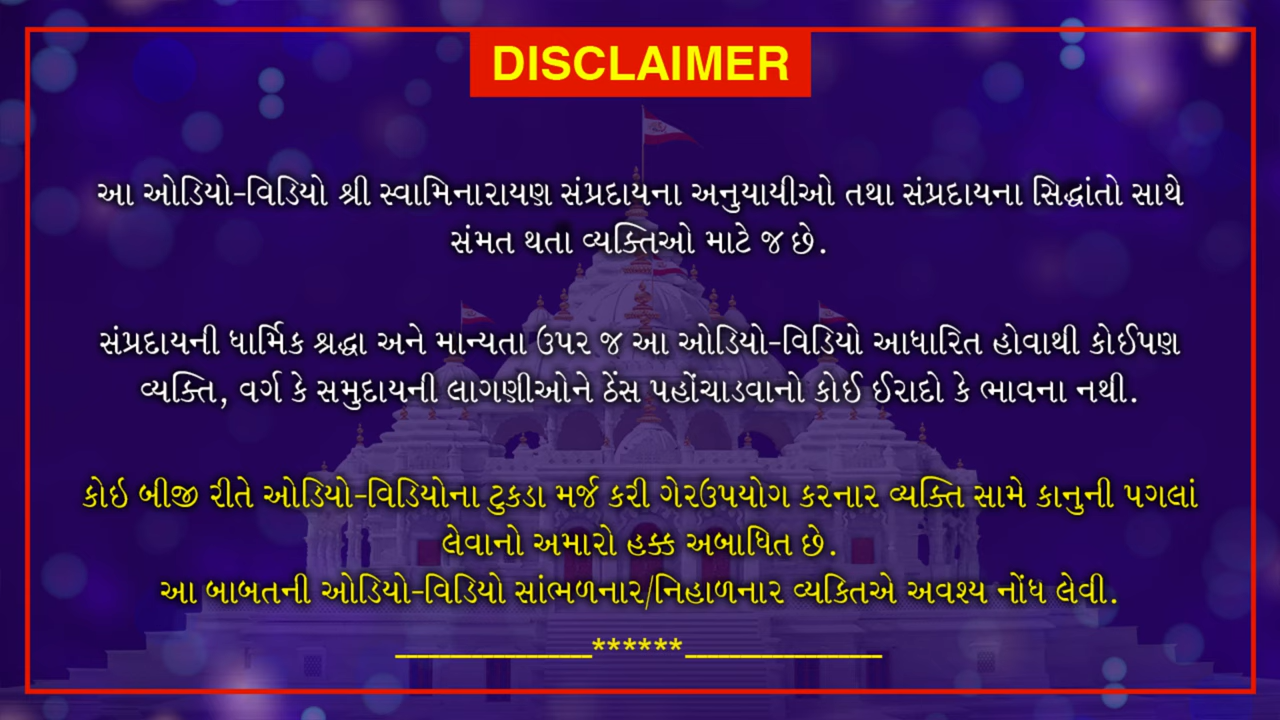 DISCLAIMER
આ ઓડિયો-વિડિયો શ્રી સ્વામિનારાયણ સંપ્રદાયના અનુયાયીઓ તથા સંપ્રદાયના સિદ્ધાંતો સાથે
સંમત થતા વ્યક્તિઓ માટે જ છે.
સંપ્રદાયની ધાર્મિક શ્રદ્ધા અને માન્યતા ઉપર જ આ ઓડિયો-વિડિયો આધારિત હોવાથી કોઈપણ
વ્યક્તિ, વર્ગ કે સમુદાયની લાગણીઓને ઠેંસ પહોંચાડવાનો કોઈ ઈરાદો કે ભાવના નથી.
કોઇ બીજી રીતે ઓડિયો-વિડિયોના ટુકડા મર્જ કરી ગેરઉપયોગ કરનાર વ્યક્તિ સામે કાનુની પગલાં
લેવાનો અમારો હક્ક અબાધિત છે.
આ બાબતની ઓડિયો-વિડિયો સાંભળનાર/નિહાળનાર વ્યકિતએ અવશ્ય નોંધ લેવી.
_________________******_________________